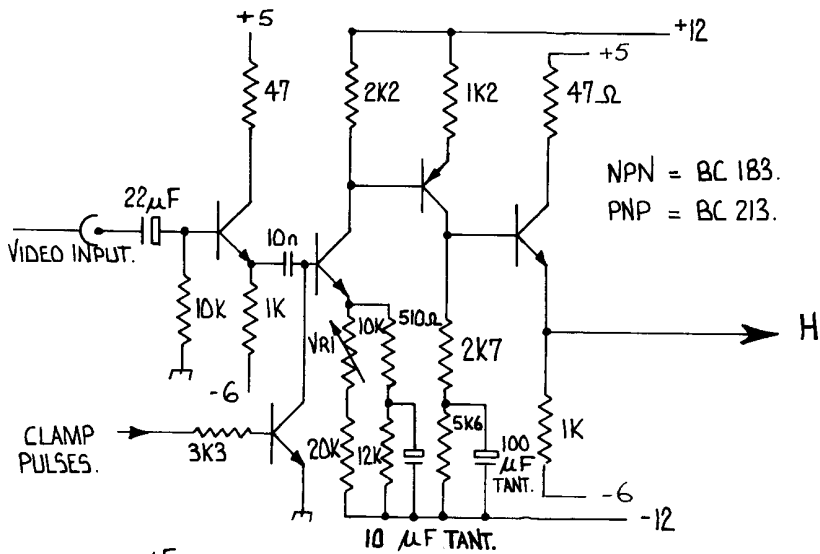 +5
+12
+5
47
2K2
1K2
47Ω
NPN = BC 183.
PNP = BC 213.
22µF
10n
VIDEO INPUT.
10K
1K
VR1
10K
510Ω
2K7
H
-6
CLAMP
PULSES.
3K3
20K
12K
5K6
100
µF
TANT.
1K
-6
-12
10 µF TANT.